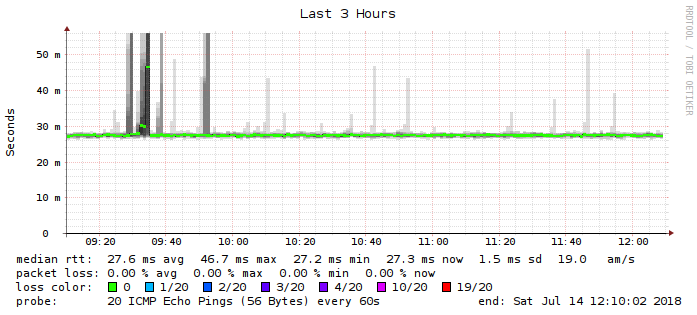 Last 3 Hours
RRDTOOL / TOBI OETIKER
Seconds
50 m
40 m
30 m
20 m
10 m
0
09:20 09:40 10:00 10:20 10:40 11:00 11:20 11:40 12:00
median rtt: 27.6 ms avg 46.7 ms max 27.2 ms min 27.3 ms now 1.5 ms sd 19.0 am/s
packet loss: 0.00 % avg 0.00 % max 0.00 % min 0.00 % now
loss color: 0 1/20 2/20 3/20 4/20 10/20 19/20
probe: 20 ICMP Echo Pings (56 Bytes) every 60s end: Sat Jul 14 12:10:02 2018